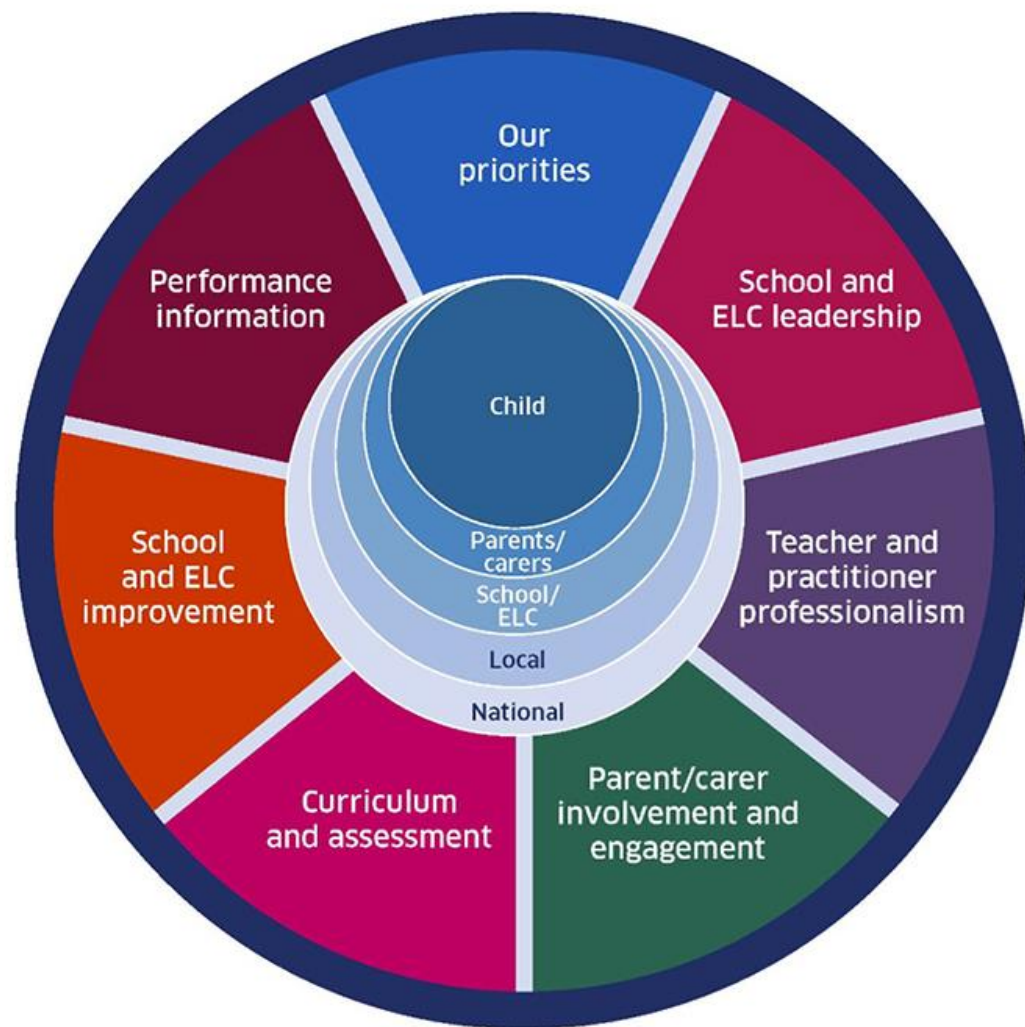 Our
priorities
School and
ELC leadership
Teacher and
practitioner
professionalism
Parent/carer
involvement and
engagement
Curriculum
and assessment
School
and ELC
improvement
Performance
information
Child
Parents/
carers
School/
ELC
Local
National